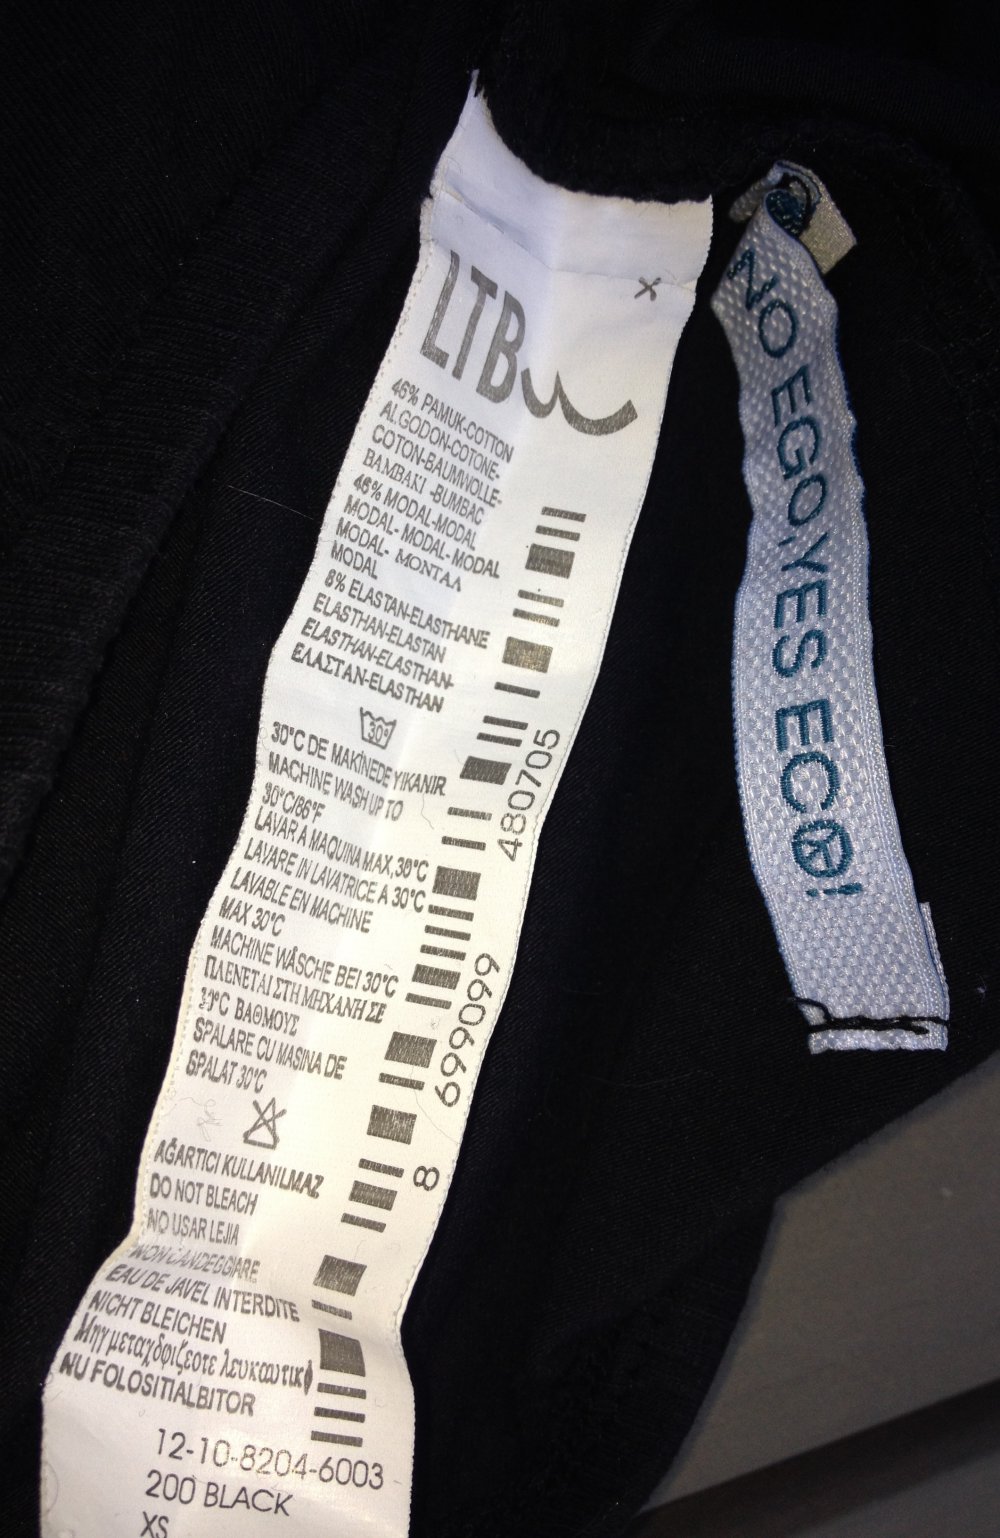 LTB
x
46% PAMUK-COTTON
ALGODON-COTONE-
COTON-BAUMWOLLE-
BAMBAKI -BUMBAC
46% MODAL-MODAL
MODAL- MODAL-MODAL
MODAL- ΜΟΝΤΑΛ
MODAL
8% ELASTAN-ELASTHANE
ELASTHAN-ELASTAN
ELASTHAN-ELASTHAN-
ΕΛΑΣΤΑΝ-ELASTHAN
30°
30°C DE MAKİNEDE YIKANIR
MACHINE WASH UP TO
30°C/86°F
LAVAR A MAQUINA MAX,30°C
LAVARE IN LAVATRICE A 30°C
LAVABLE EN MACHINE
MAX 30°C
MACHINE WÄSCHE BEI 30°C
ΠΛΕΝΕΤΑΙ ΣΤΗ ΜΗΧΑΝΗ ΣΕ
30°C ΒΑΘΜΟΥΣ
SPALARE CU MASINA DE
SPALAT 30°C
AĞARTICI KULLANILMAZ
DO NOT BLEACH
NO USAR LEJIA
NON CANDEGGIARE
EAU DE JAVEL INTERDITE
NICHT BLEICHEN
Μηγ μεταχδφιζεοτε λευκαυτικφ
NU FOLOSITIALBITOR
12-10-8204-6003
200 BLACK
XS
8 699099 480705
NO EGO,YES ECO!